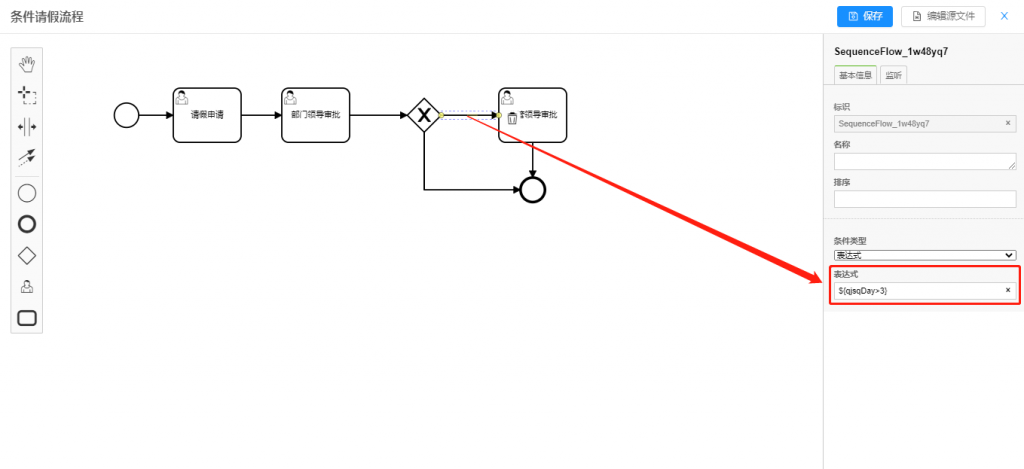 条件请假流程
保存
编辑源文件
X
SequenceFlow_1w48yq7
基本信息
监听
标识
SequenceFlow_1w48yq7
×
名称
排序
条件类型
表达式
表达式
${qjsqDay>3}
×
请假申请
部门领导审批
X
领导审批